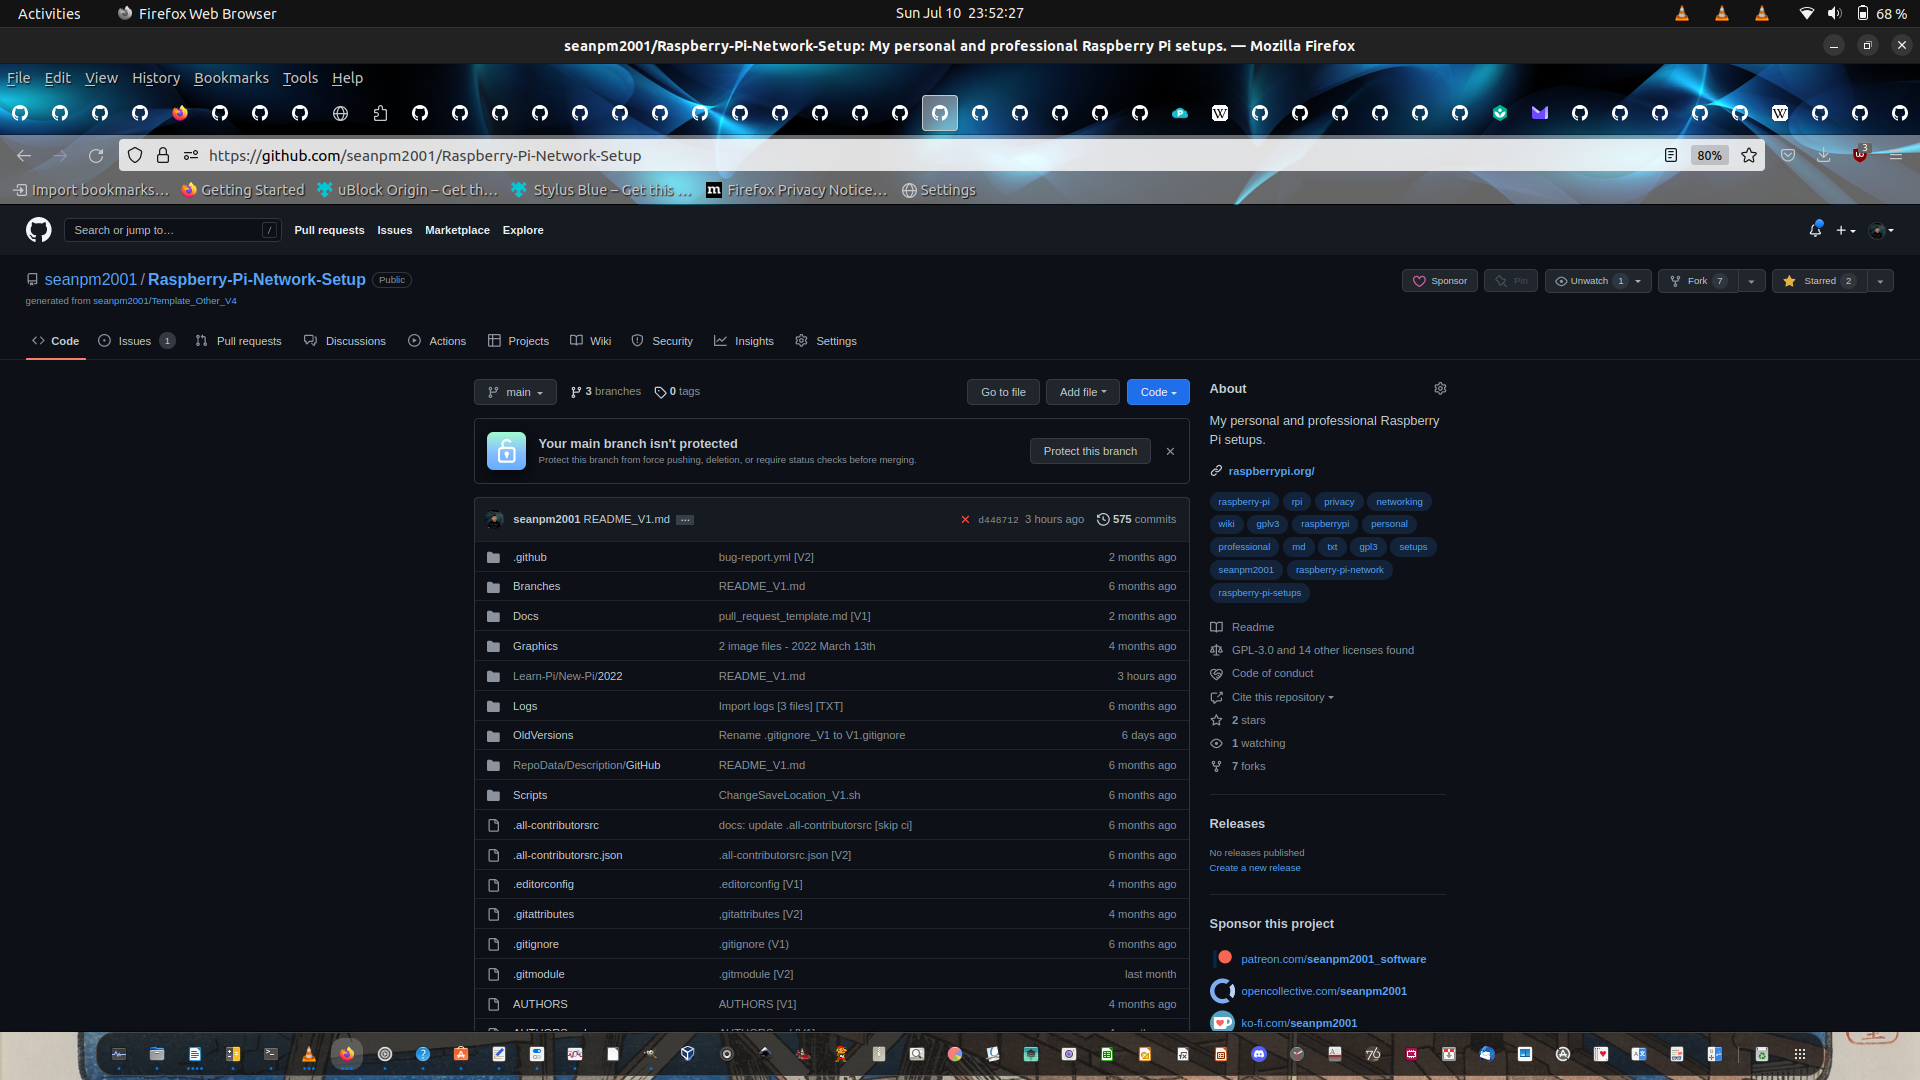 Activities
Firefox Web Browser
Sun Jul 10 23:52:27
68 %
seanpm2001/Raspberry-Pi-Network-Setup: My personal and professional Raspberry Pi setups. — Mozilla Firefox
File Edit View History Bookmarks Tools Help
https://github.com/seanpm2001/Raspberry-Pi-Network-Setup
80%
3
Import bookmarks… Getting Started uBlock Origin – Get th… Stylus Blue – Get this … Firefox Privacy Notice… Settings
Search or jump to… /
Pull requests Issues Marketplace Explore
seanpm2001 / Raspberry-Pi-Network-Setup Public
Sponsor Pin Unwatch 1 Fork 7 Starred 2
generated from seanpm2001/Template_Other_V4
Code Issues 1 Pull requests Discussions Actions Projects Wiki Security Insights Settings
main 3 branches 0 tags Go to file Add file Code
Your main branch isn't protected
Protect this branch from force pushing, deletion, or require status checks before merging.
Protect this branch
seanpm2001 README_V1.md … d448712 3 hours ago 575 commits
.github bug-report.yml [V2] 2 months ago
Branches README_V1.md 6 months ago
Docs pull_request_template.md [V1] 2 months ago
Graphics 2 image files - 2022 March 13th 4 months ago
Learn-Pi/New-Pi/2022 README_V1.md 3 hours ago
Logs Import logs [3 files] [TXT] 6 months ago
OldVersions Rename .gitignore_V1 to V1.gitignore 6 days ago
RepoData/Description/GitHub README_V1.md 6 months ago
Scripts ChangeSaveLocation_V1.sh 6 months ago
.all-contributorsrc docs: update .all-contributorsrc [skip ci] 6 months ago
.all-contributorsrc.json .all-contributorsrc.json [V2] 6 months ago
.editorconfig .editorconfig [V1] 4 months ago
.gitattributes ,gitattributes [V2] 4 months ago
.gitignore .gitignore (V1) 6 months ago
.gitmodule .gitmodule [V2] last month
AUTHORS AUTHORS [V1] 4 months ago
About
My personal and professional Raspberry
Pi setups.
raspberrypi.org/
raspberry-pi rpi privacy networking
wiki gplv3 raspberrypi personal
professional md txt gpl3 setups
seanpm2001 raspberry-pi-network
raspberry-pi-setups
Readme
GPL-3.0 and 14 other licenses found
Code of conduct
Cite this repository
2 stars
1 watching
7 forks
Releases
No releases published
Create a new release
Sponsor this project
patreon.com/seanpm2001_software
opencollective.com/seanpm2001
ko-fi.com/seanpm2001